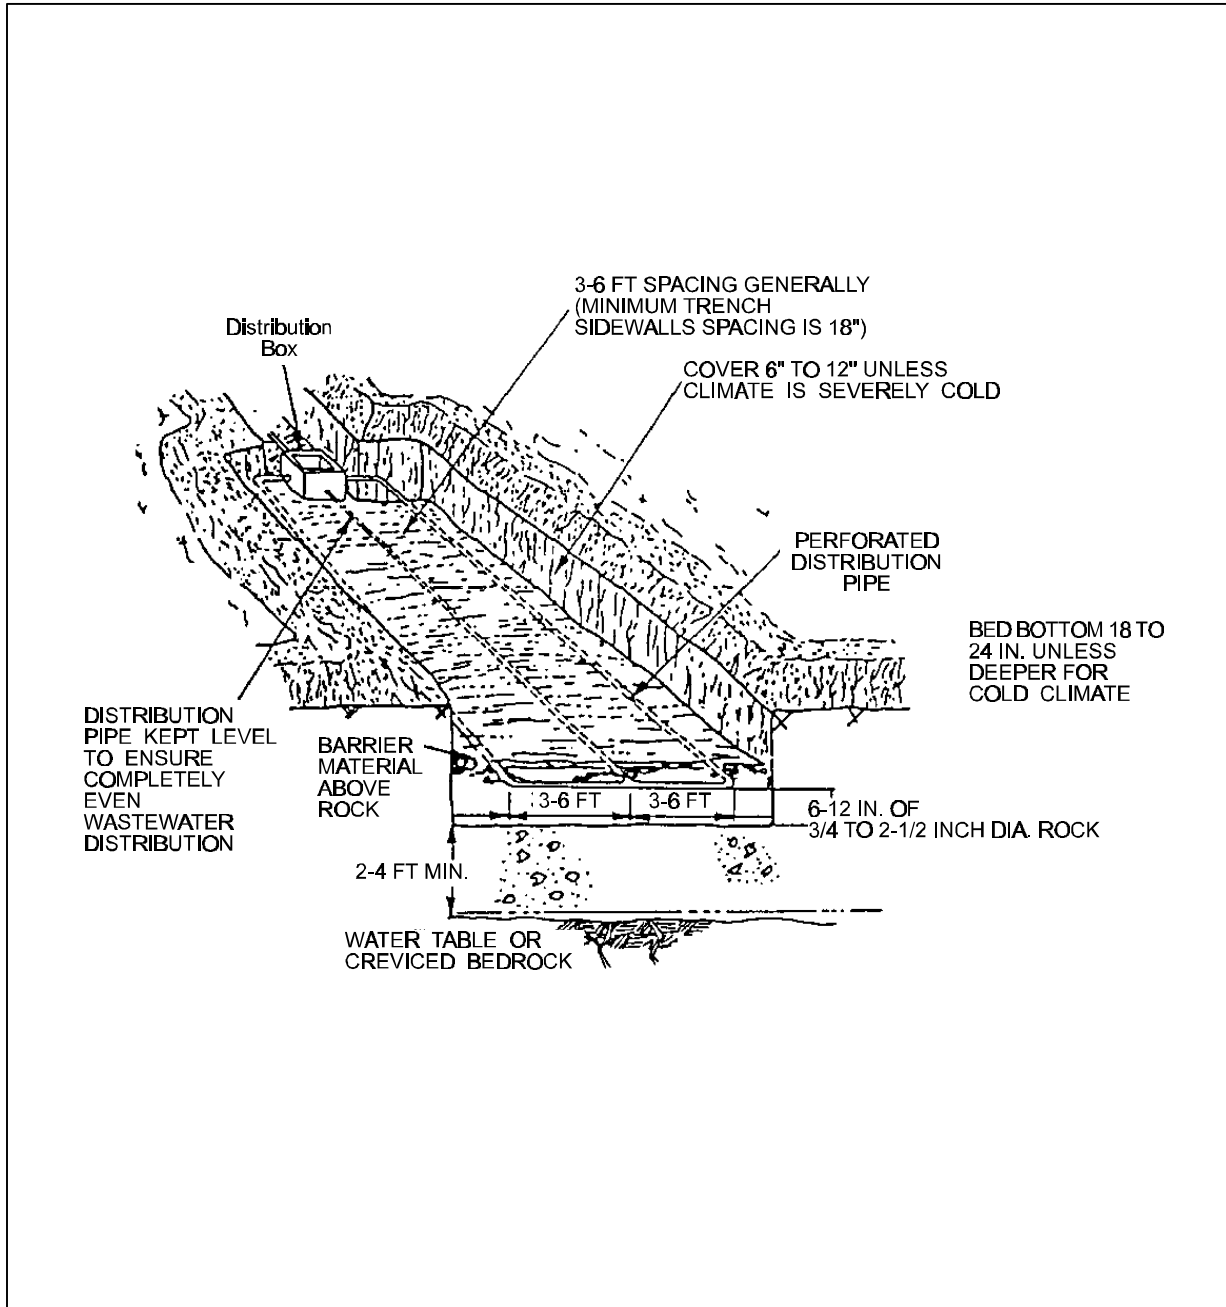 3-6 FT SPACING GENERALLY
(MINIMUM TRENCH
SIDEWALLS SPACING IS 18")
Distribution
Box
COVER 6" TO 12" UNLESS
CLIMATE IS SEVERELY COLD
PERFORATED
DISTRIBUTION
PIPE
BED BOTTOM 18 TO
24 IN. UNLESS
DEEPER FOR
COLD CLIMATE
DISTRIBUTION
PIPE KEPT LEVEL
TO ENSURE
COMPLETELY
EVEN
WASTEWATER
DISTRIBUTION
BARRIER
MATERIAL
ABOVE
ROCK
3-6 FT
3-6 FT
6-12 IN. OF
3/4 TO 2-1/2 INCH DIA. ROCK
2-4 FT MIN.
WATER TABLE OR
CREVICED BEDROCK